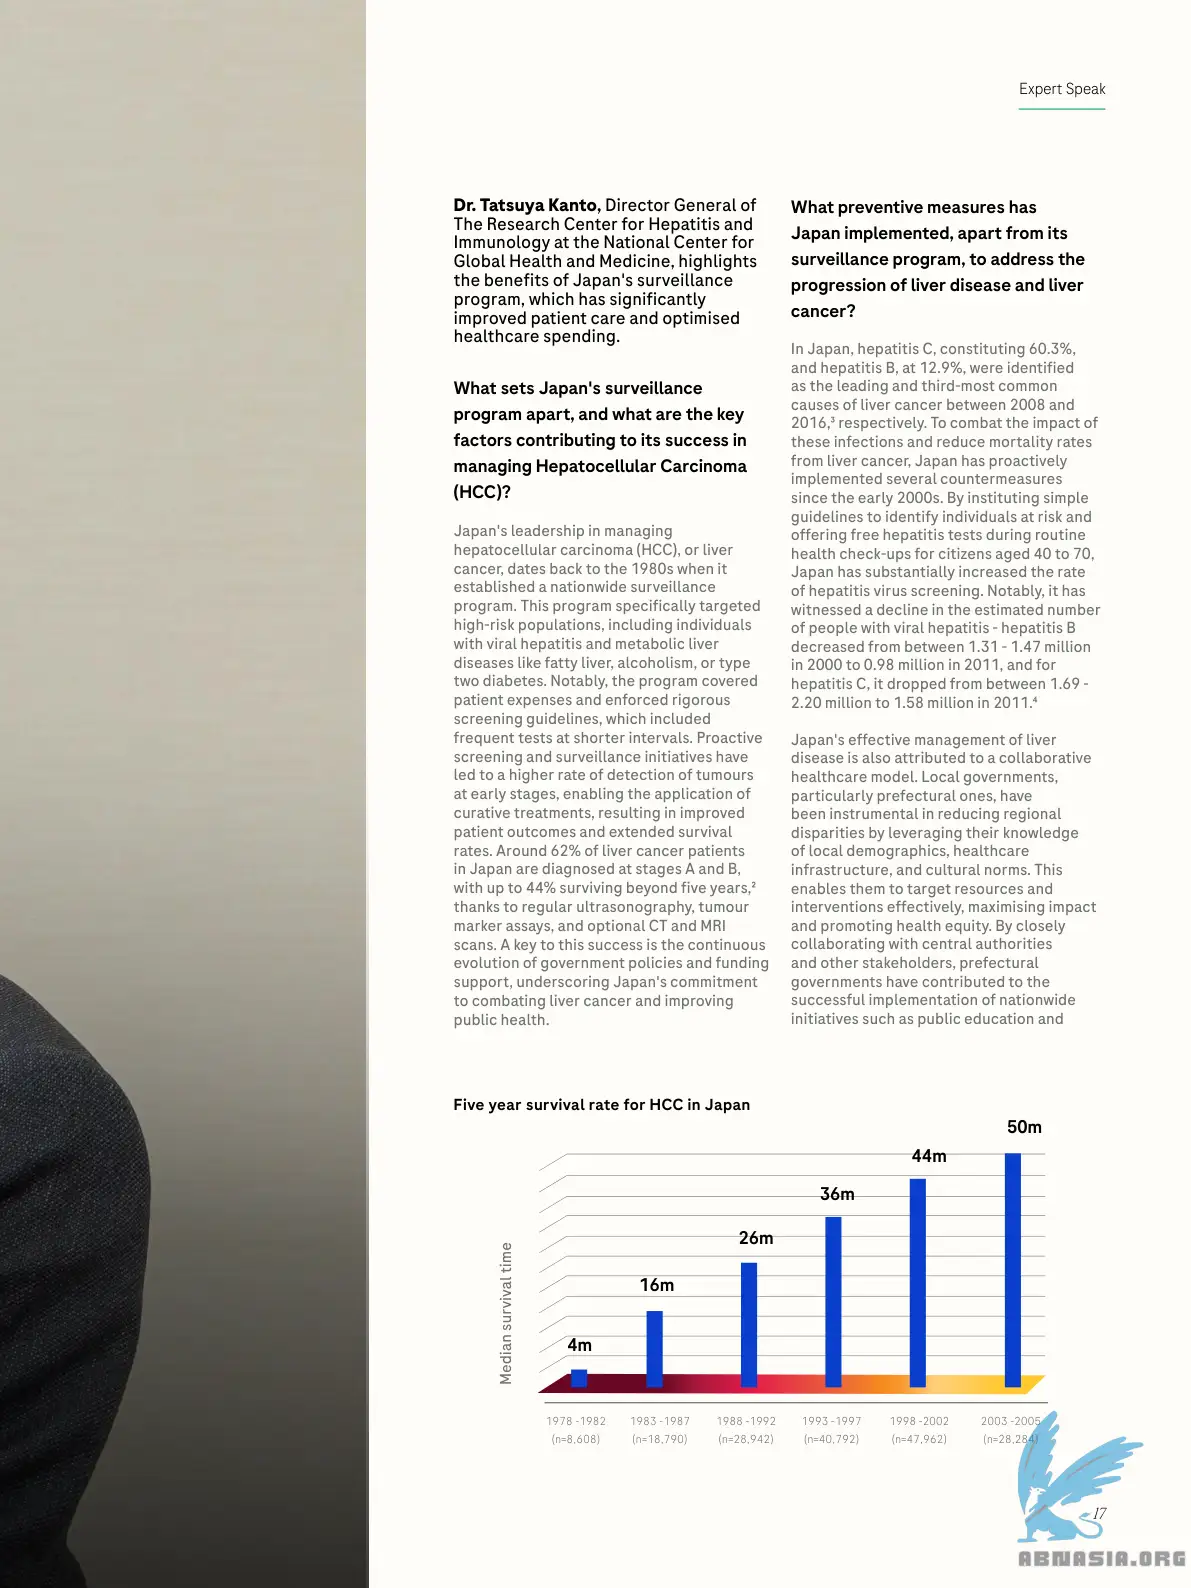 Expert Speak
Dr. Tatsuya Kanto, Director General of
The Research Center for Hepatitis and
Immunology at the National Center for
Global Health and Medicine, highlights
the benefits of Japan's surveillance
program, which has significantly
improved patient care and optimised
healthcare spending.
What sets Japan's surveillance
program apart, and what are the key
factors contributing to its success in
managing Hepatocellular Carcinoma
(HCC)?
Japan's leadership in managing
hepatocellular carcinoma (HCC), or liver
cancer, dates back to the 1980s when it
established a nationwide surveillance
program. This program specifically targeted
high-risk populations, including individuals
with viral hepatitis and metabolic liver
diseases like fatty liver, alcoholism, or type
two diabetes. Notably, the program covered
patient expenses and enforced rigorous
screening guidelines, which included
frequent tests at shorter intervals. Proactive
screening and surveillance initiatives have
led to a higher rate of detection of tumours
at early stages, enabling the application of
curative treatments, resulting in improved
patient outcomes and extended survival
rates. Around 62% of liver cancer patients
in Japan are diagnosed at stages A and B,
with up to 44% surviving beyond five years,²
thanks to regular ultrasonography, tumour
marker assays, and optional CT and MRI
scans. A key to this success is the continuous
evolution of government policies and funding
support, underscoring Japan's commitment
to combating liver cancer and improving
public health.
What preventive measures has
Japan implemented, apart from its
surveillance program, to address the
progression of liver disease and liver
cancer?
In Japan, hepatitis C, constituting 60.3%,
and hepatitis B, at 12.9%, were identified
as the leading and third-most common
causes of liver cancer between 2008 and
2016,³ respectively. To combat the impact of
these infections and reduce mortality rates
from liver cancer, Japan has proactively
implemented several countermeasures
since the early 2000s. By instituting simple
guidelines to identify individuals at risk and
offering free hepatitis tests during routine
health check-ups for citizens aged 40 to 70,
Japan has substantially increased the rate
of hepatitis virus screening. Notably, it has
witnessed a decline in the estimated number
of people with viral hepatitis - hepatitis B
decreased from between 1.31 - 1.47 million
in 2000 to 0.98 million in 2011, and for
hepatitis C, it dropped from between 1.69 -
2.20 million to 1.58 million in 2011.⁴
Japan's effective management of liver
disease is also attributed to a collaborative
healthcare model. Local governments,
particularly prefectural ones, have
been instrumental in reducing regional
disparities by leveraging their knowledge
of local demographics, healthcare
infrastructure, and cultural norms. This
enables them to target resources and
interventions effectively, maximising impact
and promoting health equity. By closely
collaborating with central authorities
and other stakeholders, prefectural
governments have contributed to the
successful implementation of nationwide
initiatives such as public education and
Five year survival rate for HCC in Japan
Median survival time
4m
16m
26m
36m
44m
50m
1978 -1982 1983 -1987 1988 -1992 1993 -1997 1998 -2002 2003 -2005
(n=8,608) (n=18,790) (n=28,942) (n=40,792) (n=47,962) (n=28,284)
17
ABNASIA.ORG